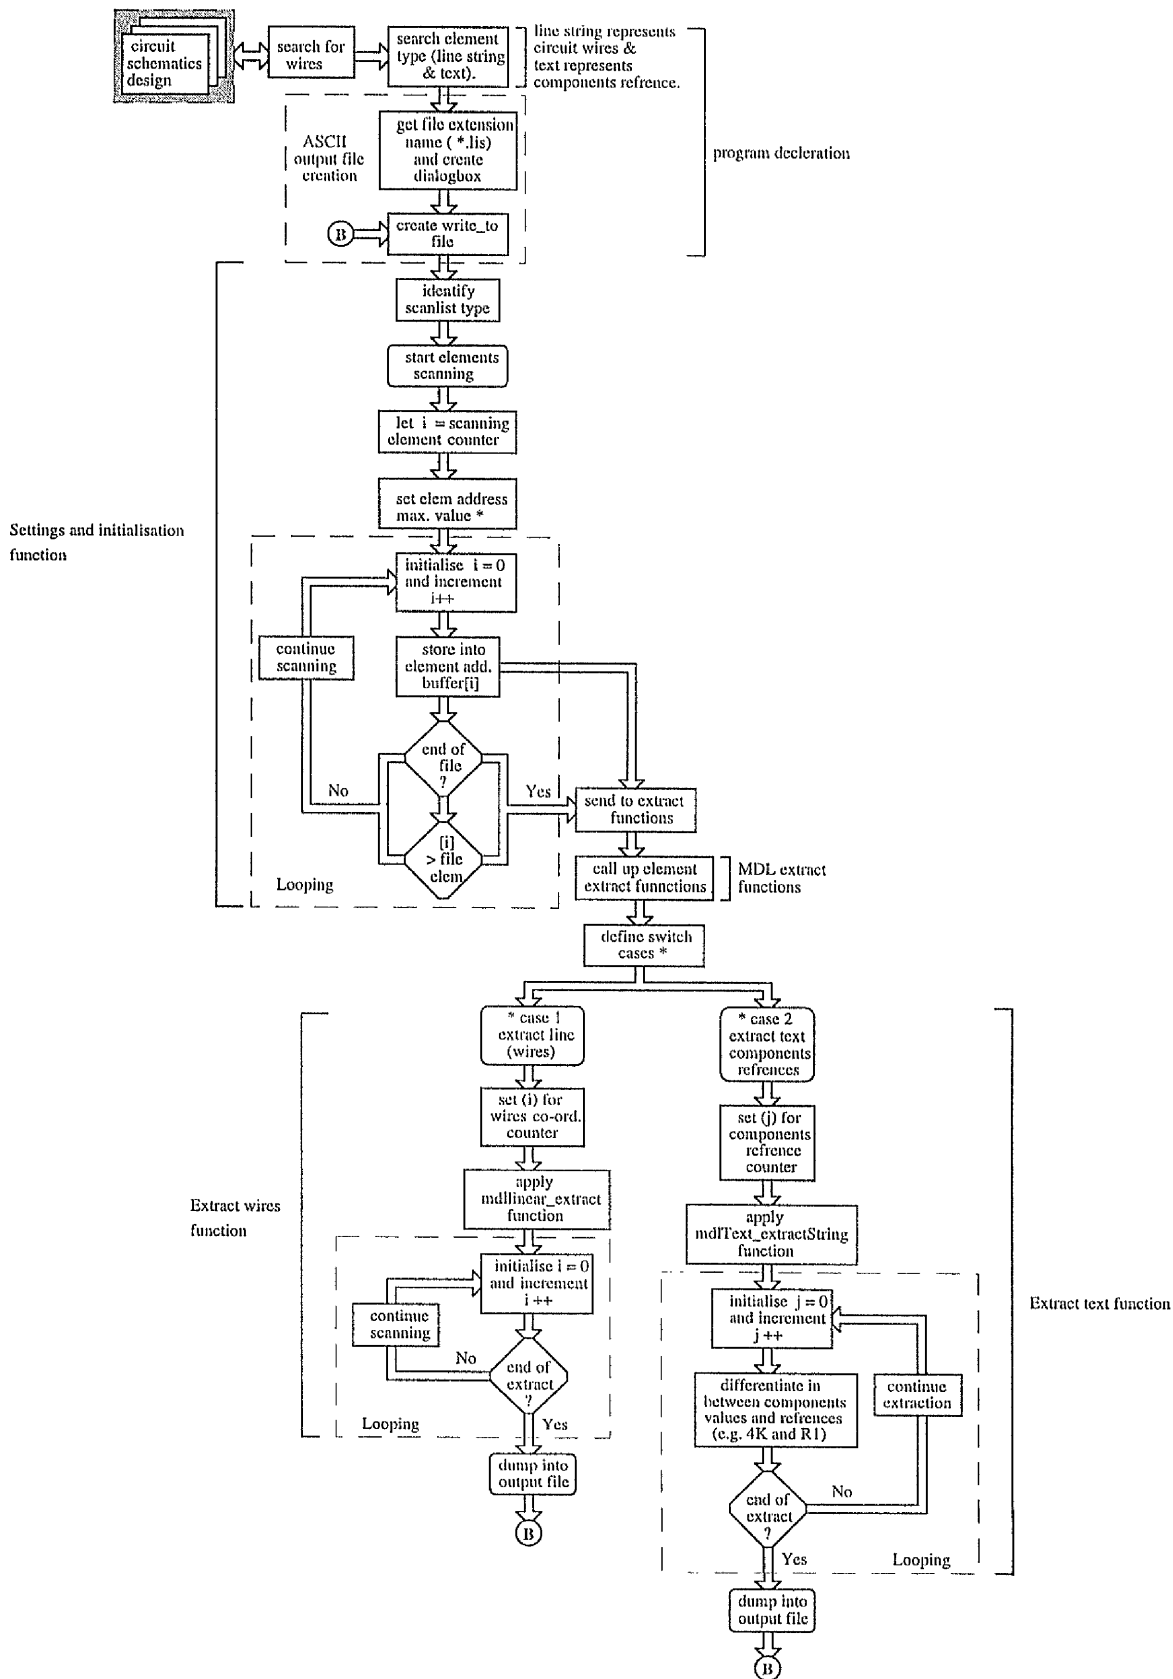 circuit
schematics
design
search for
wires
search element
type (line string
& text).
line string represents
circuit wires &
text represents
components refrence.
program decleration
ASCII
output file
creation
get file extension
name ( *.lis)
and create
dialogbox
B
create write_to
file
identify
scanlist type
start elements
scanning
let i = scanning
element counter
set elem address
max. value *
Settings and initialisation
function
initialise i = 0
and increment
i++
continue
scanning
store into
element add.
buffer[i]
end of
file
?
No
Yes
[i]
> file
elem
Looping
send to extract
functions
call up element
extract funnctions
MDL extract
functions
define switch
cases *
* case 1
extract line
(wires)
set (i) for
wires co-ord.
counter
apply
mdllinear_extract
function
Extract wires
function
initialise i = 0
and increment
i ++
continue
scanning
No
end of
extract
?
Looping
Yes
dump into
output file
B
* case 2
extract text
components
refrences
set (j) for
components
refrence
counter
apply
mdlText_extractString
function
initialise j = 0
and increment
j ++
Extract text function
differentiate in
between components
values and refrences
(e.g. 4K and R1)
continue
extraction
end of
extract
?
No
Yes
Looping
dump into
output file
B